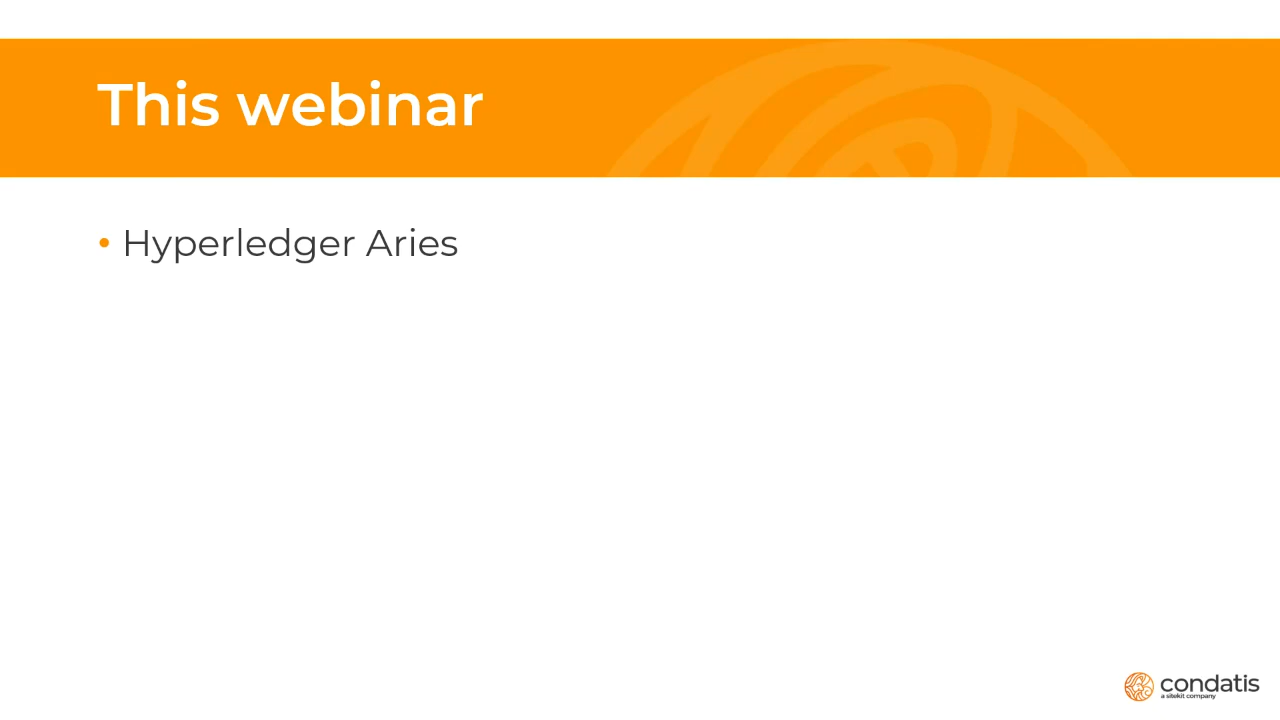 This webinar
• Hyperledger Aries
condatis
a sitekit company